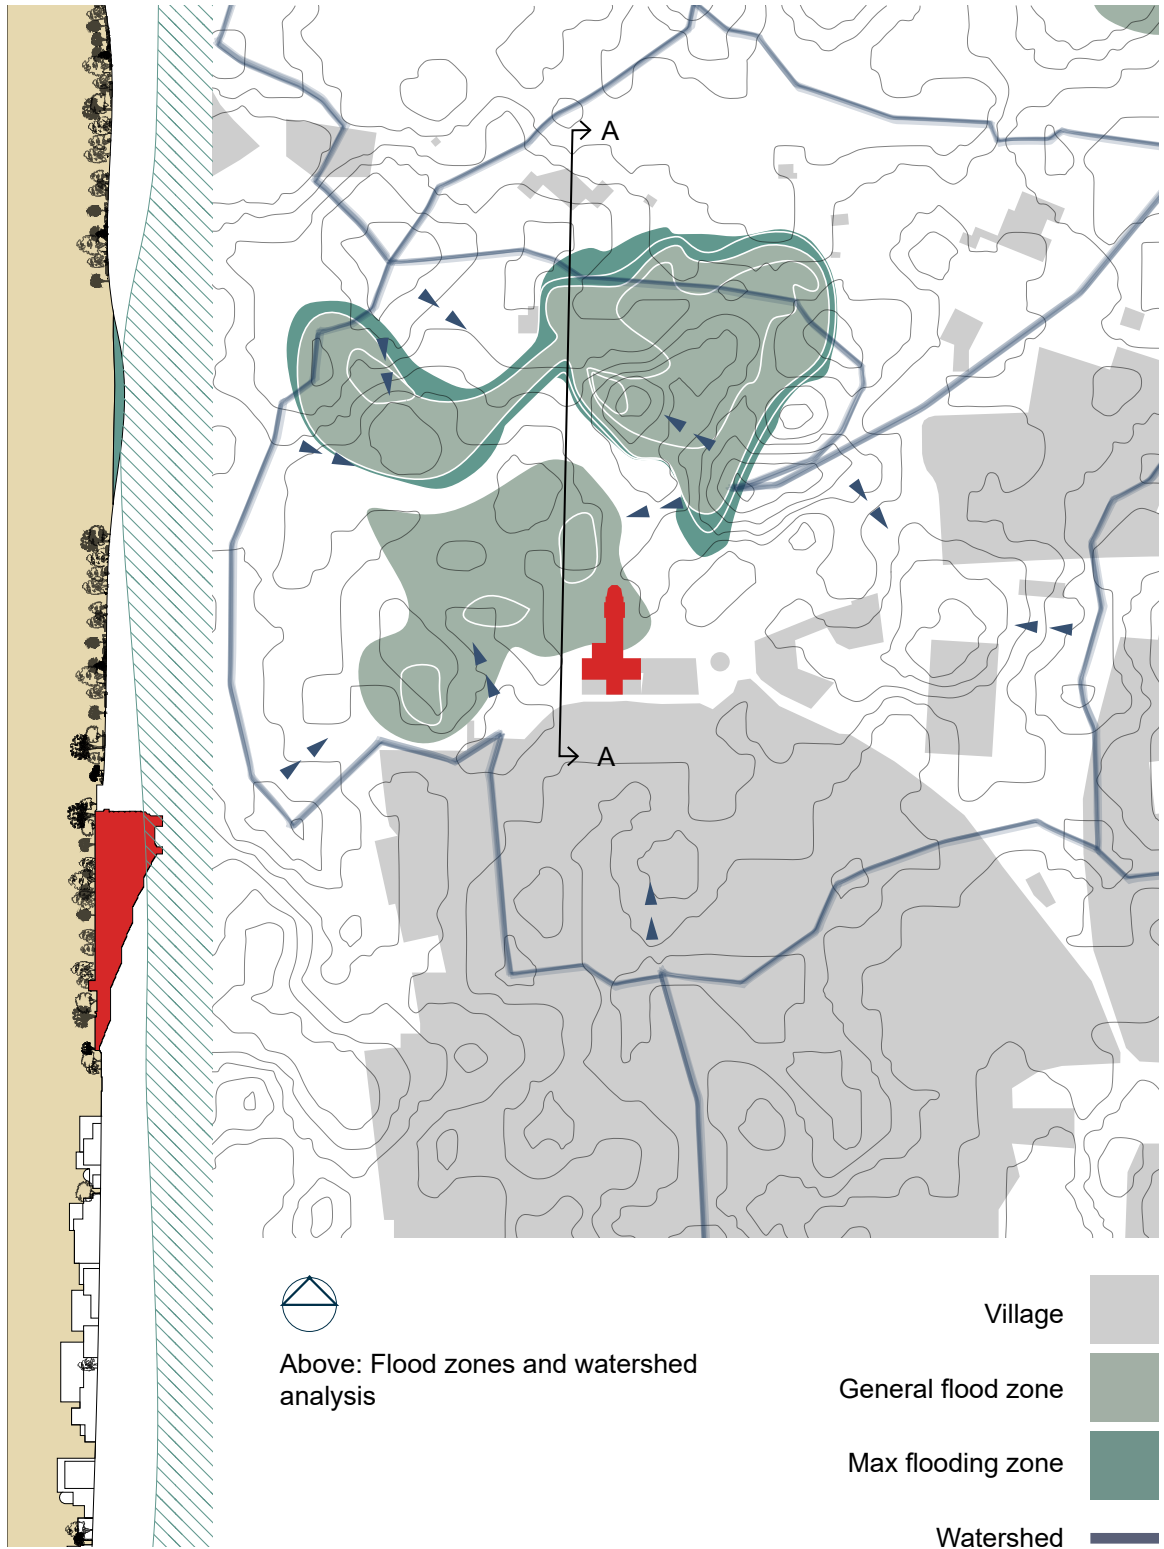 A
A
Above: Flood zones and watershed
analysis
Village
General flood zone
Max flooding zone
Watershed